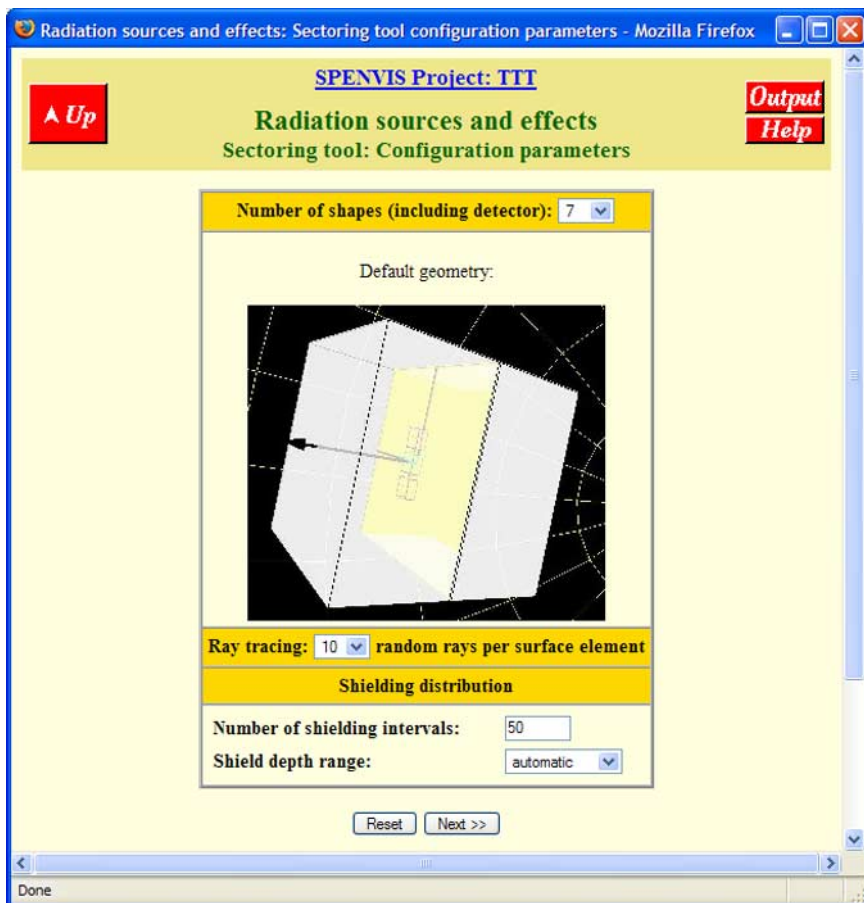 Radiation sources and effects: Sectoring tool configuration parameters - Mozilla Firefox
Up
SPENVIS Project: TTT
Radiation sources and effects
Sectoring tool: Configuration parameters
Output
Help
Number of shapes (including detector): 7
Default geometry:
Ray tracing: 10 random rays per surface element
Shielding distribution
Number of shielding intervals: 50
Shield depth range: automatic
Reset Next >>
Done